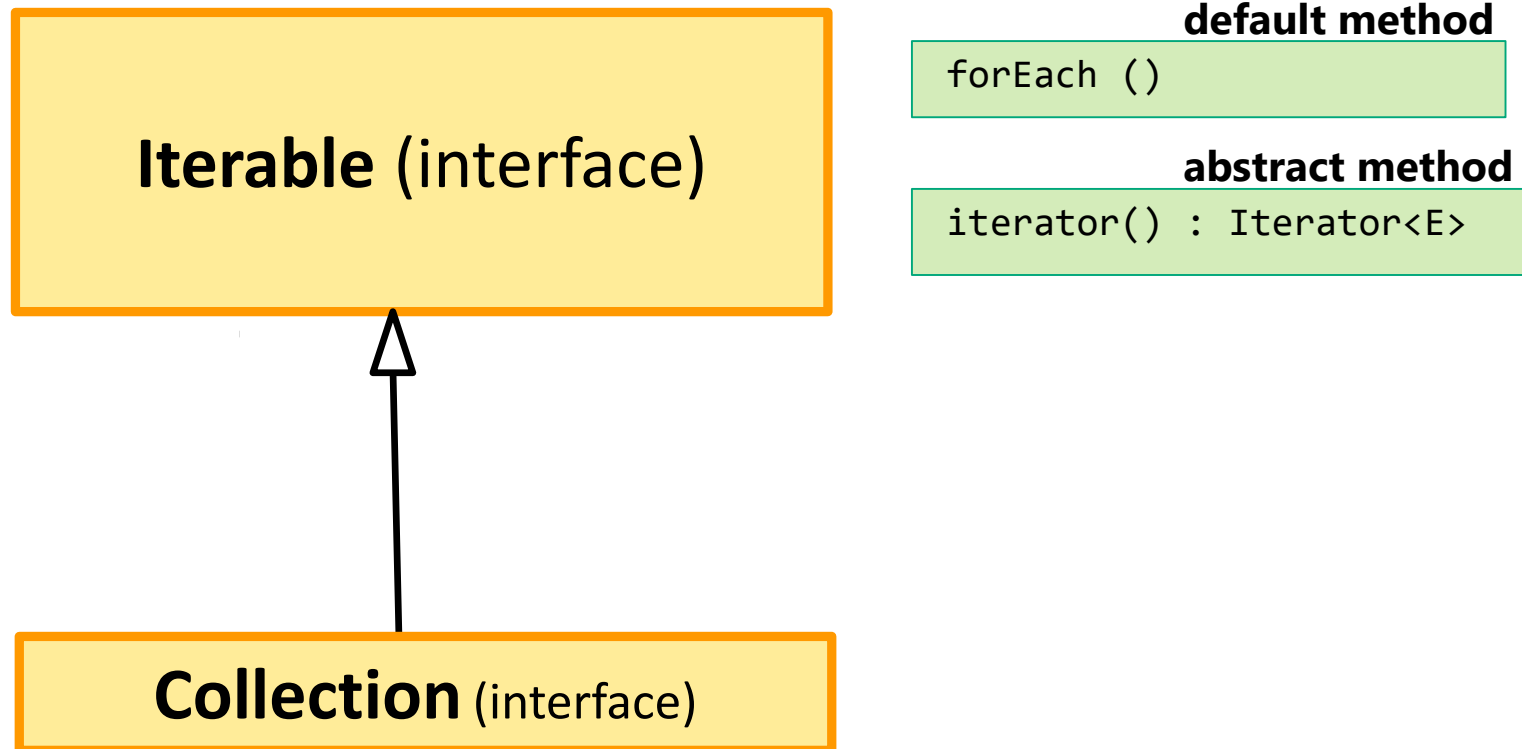 default method
forEach ()
Iterable (interface)
abstract method
iterator() : Iterator<E>
Collection (interface)